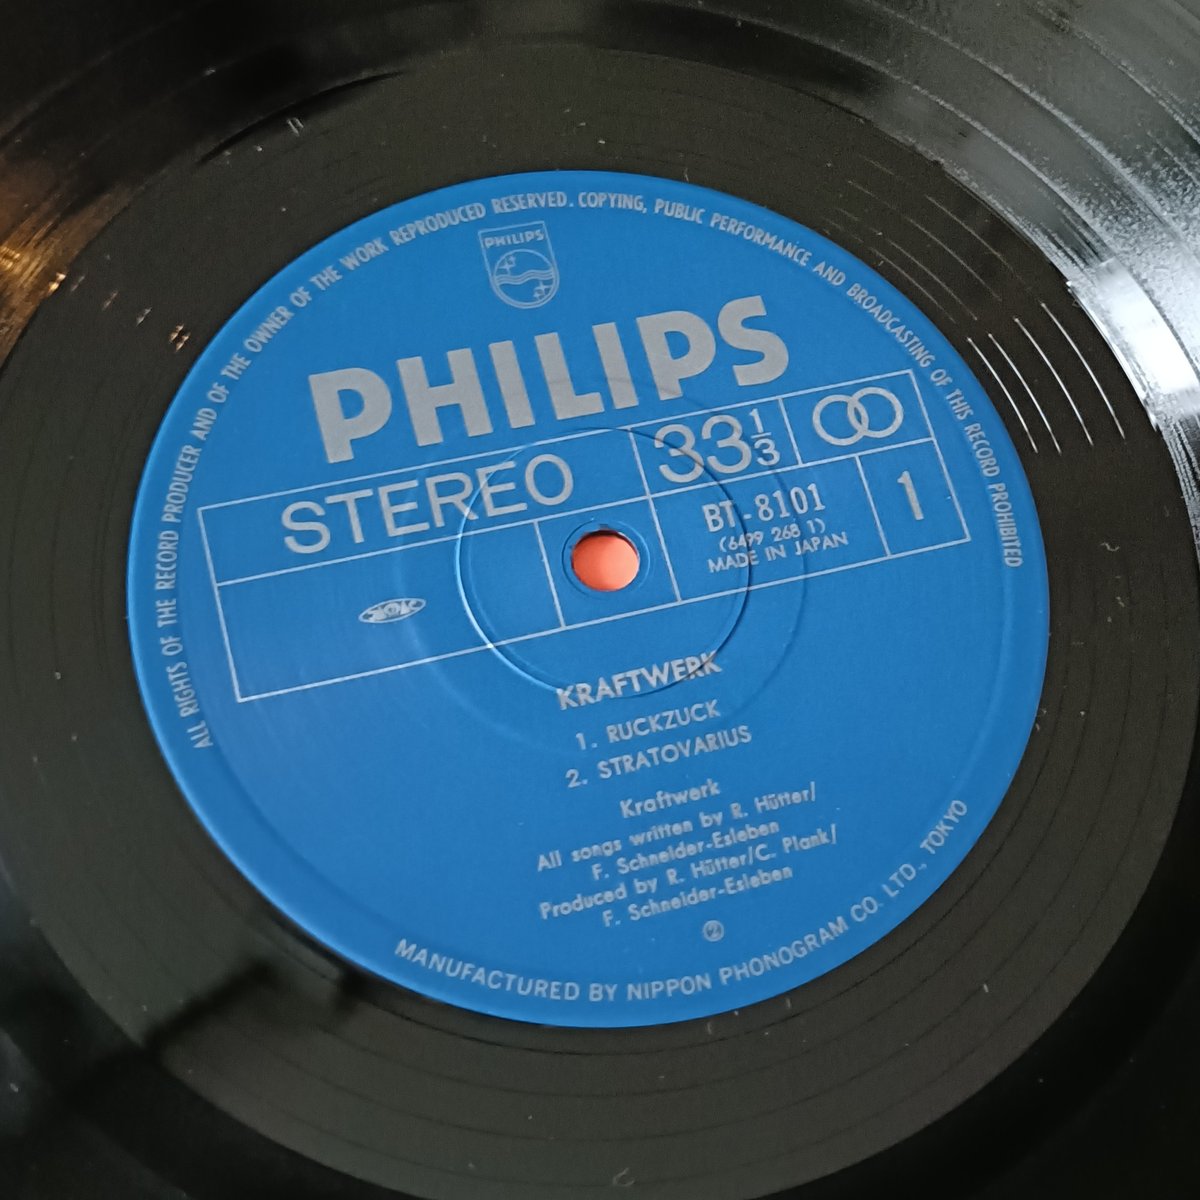 ALL RIGHTS OF THE RECORD PRODUCER AND OF THE OWNER OF THE WORK REPRODUCED RESERVED. COPYING, PUBLIC PERFORMANCE AND BROADCASTING OF THIS RECORD PROHIBITED
PHILIPS
PHILIPS
STEREO
33 1/3
BT-8101
(6499 268 1)
MADE IN JAPAN
1
KRAFTWERK
1. RUCKZUCK
2. STRATOVARIUS
Kraftwerk
All songs written by R. Hütter/
F. Schneider-Esleben
Produced by R. Hütter/C. Plank/
F. Schneider-Esleben
②
MANUFACTURED BY NIPPON PHONOGRAM CO. LTD., TOKYO